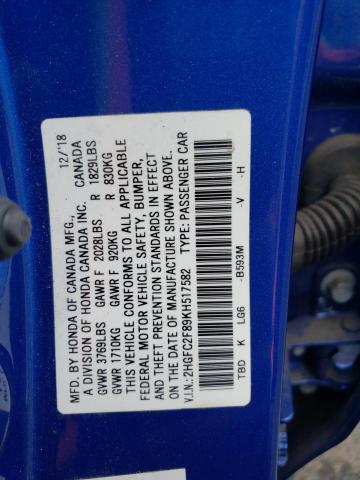 MFD. BY HONDA OF CANADA MFG., 12/'18
A DIVISION OF HONDA CANADA INC. CANADA
GVWR 3769LBS GAWR F 2028LBS R 1829LBS
GVWR 1710KG GAWR F 920KG R 830KG
THIS VEHICLE CONFORMS TO ALL APPLICABLE
FEDERAL MOTOR VEHICLE SAFETY, BUMPER,
AND THEFT PREVENTION STANDARDS IN EFFECT
ON THE DATE OF MANUFACTURE SHOWN ABOVE.
V.I.N.: 2HGFC2F89KH517582 TYPE: PASSENGER CAR
TBD K LG6 -B593M -V -H